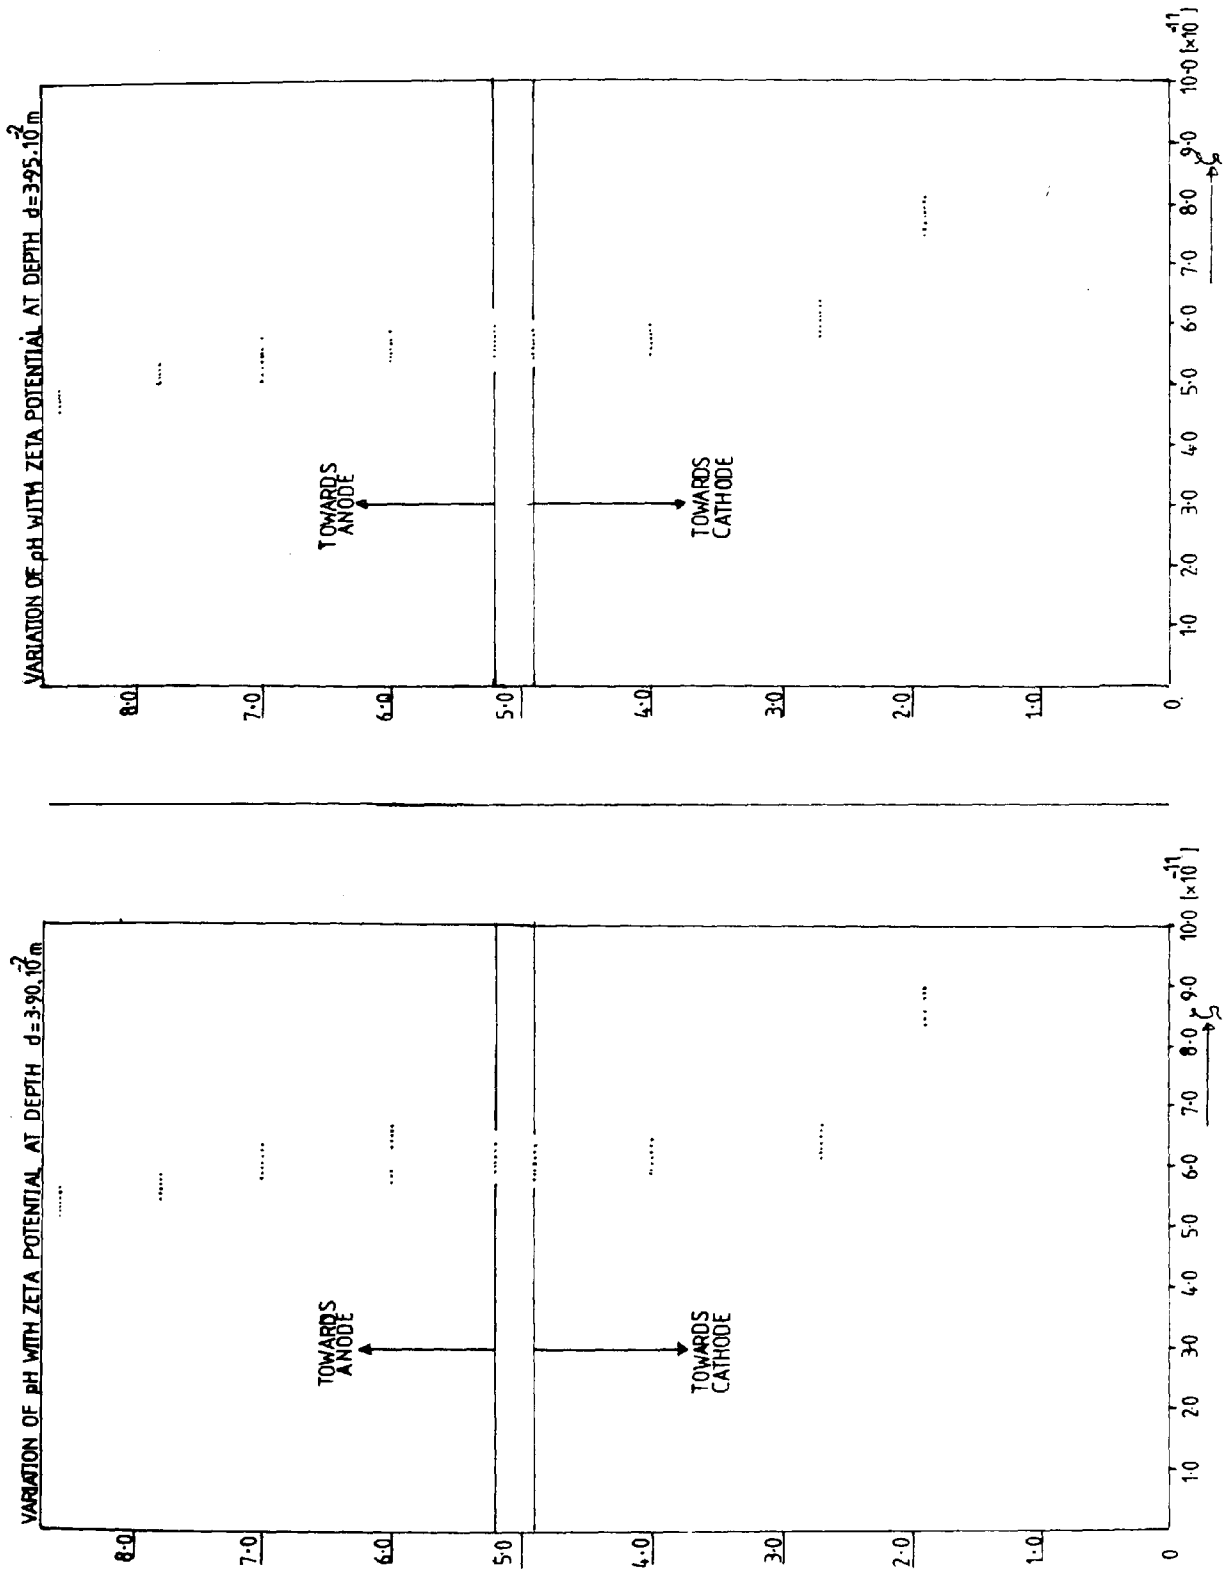 VARIATION OF pH WITH ZETA POTENTIAL AT DEPTH d=3·90.10⁻² m
8·0
7·0
6·0
5·0
4·0
3·0
2·0
1·0
0
TOWARDS
ANODE
TOWARDS
CATHODE
1·0 2·0 3·0 4·0 5·0 6·0 7·0 8·0 9·0 10·0 [×10⁻¹¹]
VARIATION OF pH WITH ZETA POTENTIAL AT DEPTH d=3·95.10⁻² m
8·0
7·0
6·0
5·0
4·0
3·0
2·0
1·0
0
TOWARDS
ANODE
TOWARDS
CATHODE
1·0 2·0 3·0 4·0 5·0 6·0 7·0 8·0 9·0 10·0 [×10⁻¹¹]